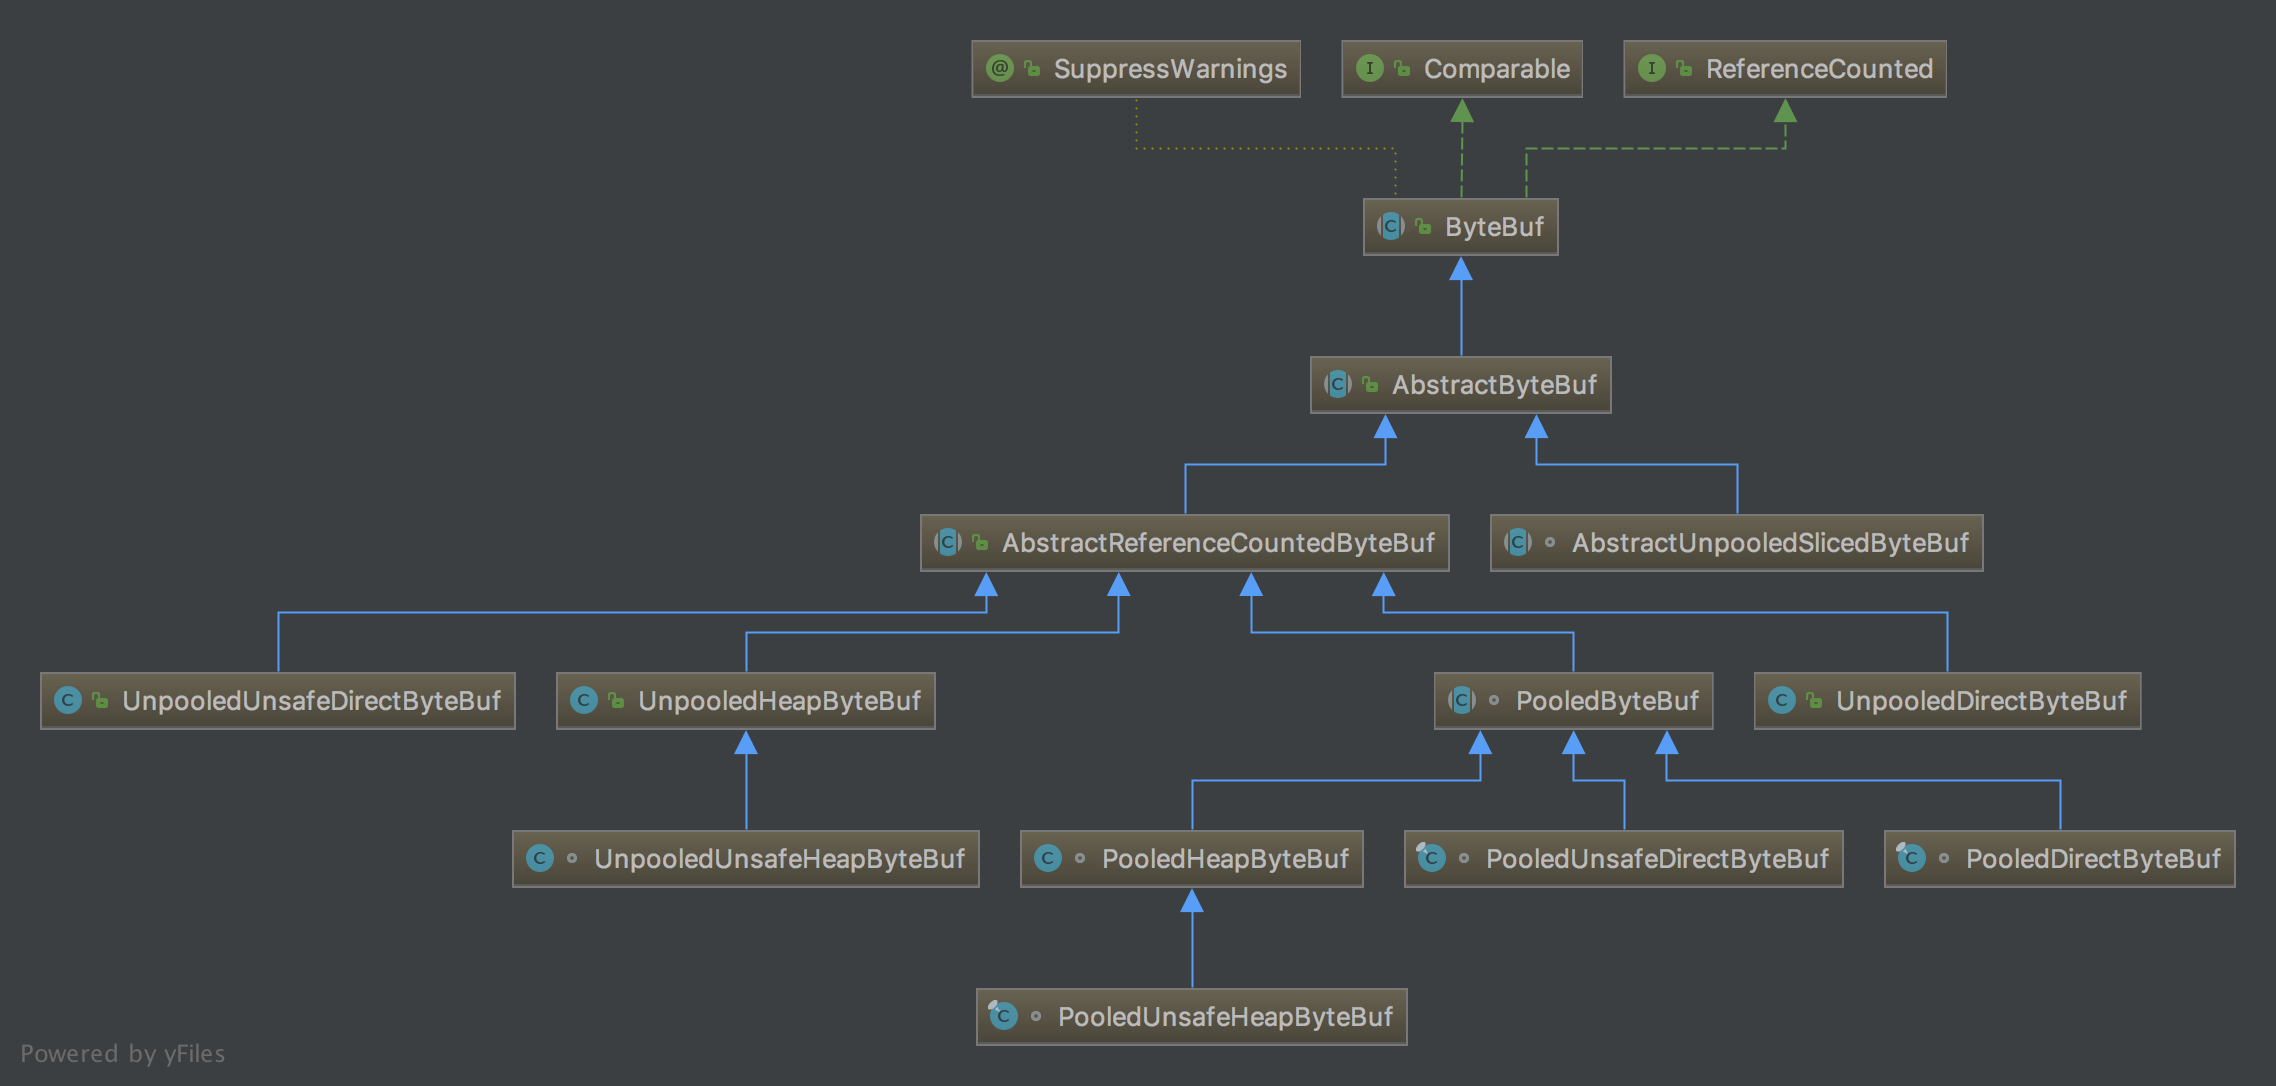 SuppressWarnings
Comparable
ReferenceCounted
ByteBuf
AbstractByteBuf
AbstractReferenceCountedByteBuf
AbstractUnpooledSlicedByteBuf
UnpooledUnsafeDirectByteBuf
UnpooledHeapByteBuf
PooledByteBuf
UnpooledDirectByteBuf
UnpooledUnsafeHeapByteBuf
PooledHeapByteBuf
PooledUnsafeDirectByteBuf
PooledDirectByteBuf
PooledUnsafeHeapByteBuf
Powered by yFiles